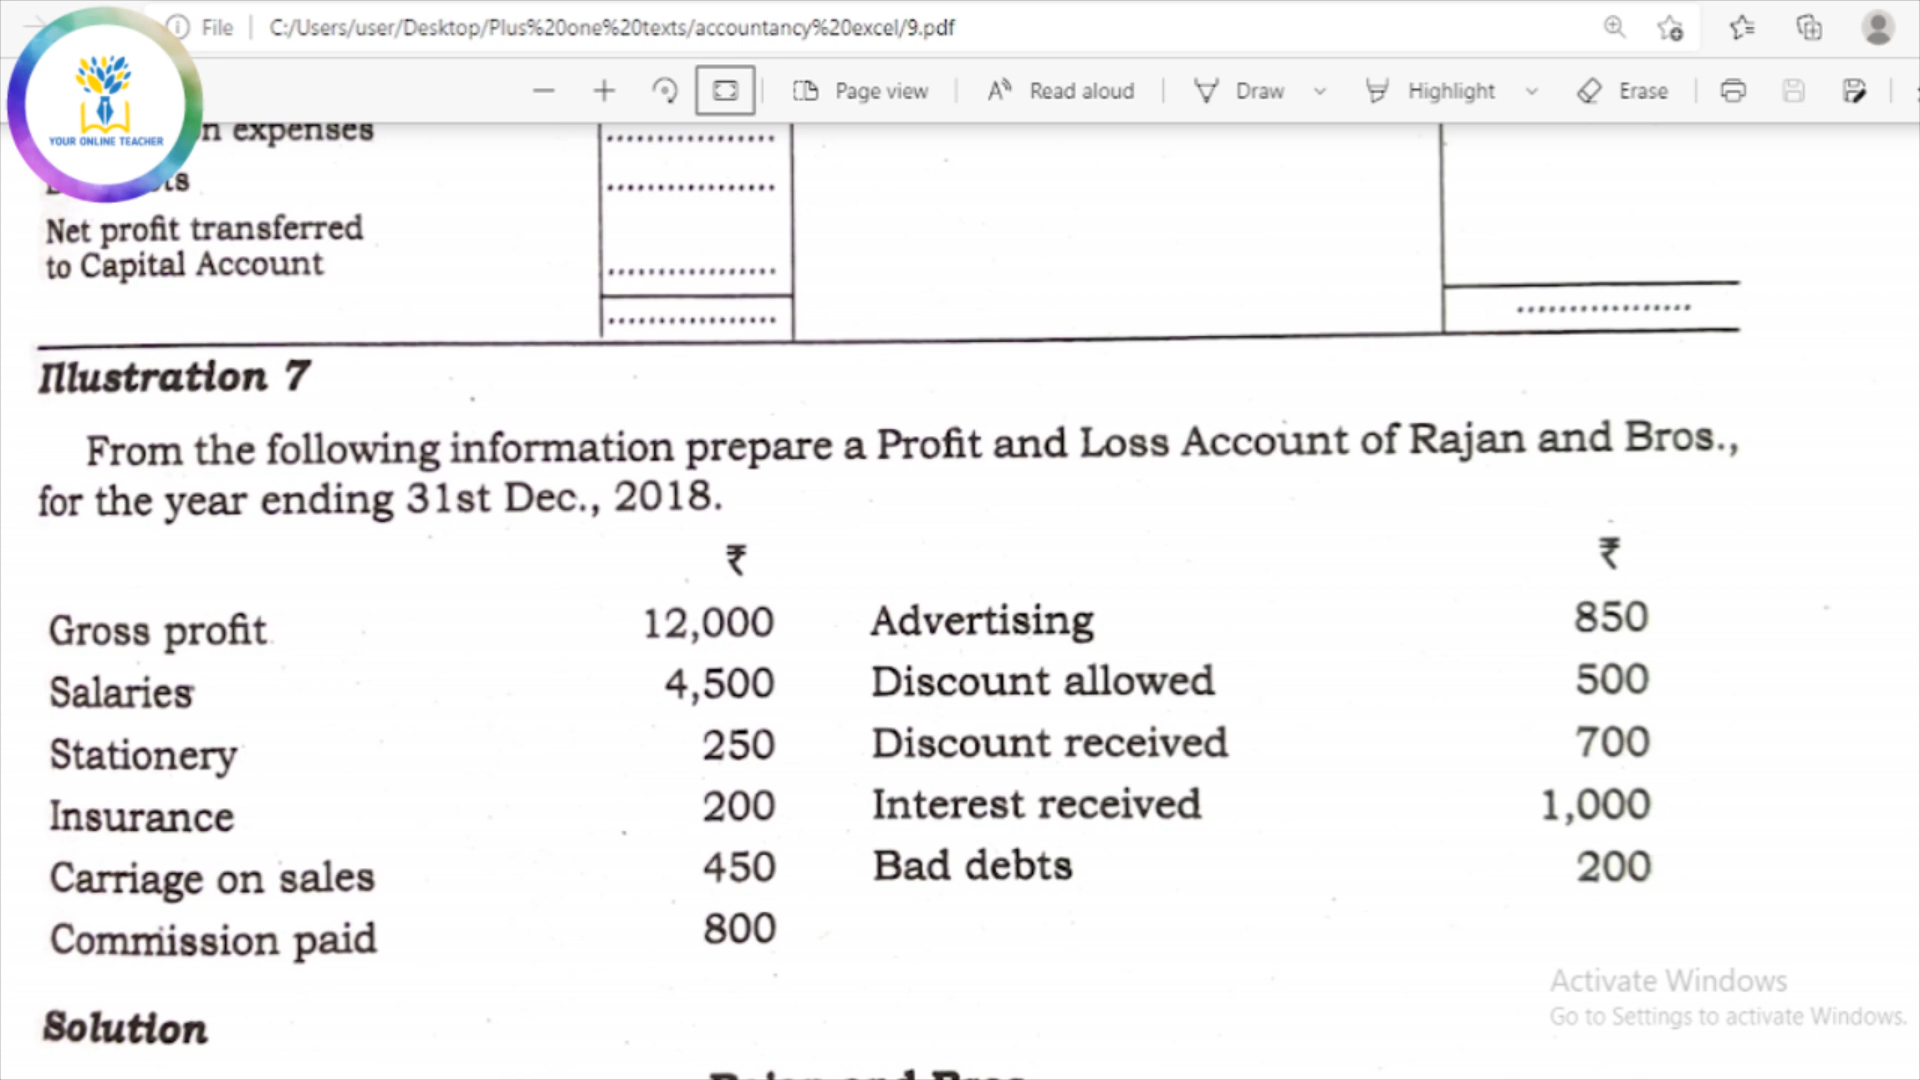 File
C:/Users/user/Desktop/Plus%20one%20texts/accountancy%20excel/9.pdf
Page view
Read aloud
Draw
Highlight
Erase
YOUR ONLINE TEACHER
n expenses
ts
Net profit transferred
to Capital Account
Illustration 7
From the following information prepare a Profit and Loss Account of Rajan and Bros.,
for the year ending 31st Dec., 2018.
₹ ₹
Gross profit 12,000 Advertising 850
Salaries 4,500 Discount allowed 500
Stationery 250 Discount received 700
Insurance 200 Interest received 1,000
Carriage on sales 450 Bad debts 200
Commission paid 800
Activate Windows
Go to Settings to activate Windows.
Solution
Rajan and Bros